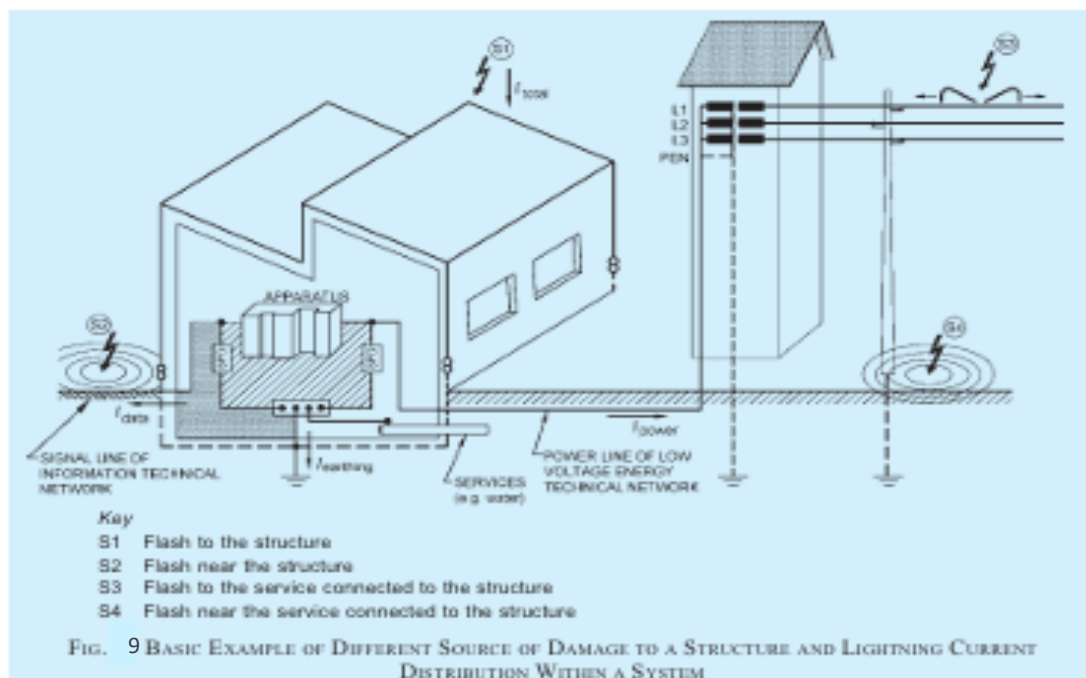 S1
I total
S3
L1
L2
L3
PEN
APPARATUS
S2
SPD
SPD
S4
I data
I power
SIGNAL LINE OF
INFORMATION TECHNICAL
NETWORK
I earthing
SERVICES
(e.g. water)
POWER LINE OF LOW
VOLTAGE ENERGY
TECHNICAL NETWORK
Key
S1 Flash to the structure
S2 Flash near the structure
S3 Flash to the service connected to the structure
S4 Flash near the service connected to the structure
FIG. 9 BASIC EXAMPLE OF DIFFERENT SOURCE OF DAMAGE TO A STRUCTURE AND LIGHTNING CURRENT
DISTRIBUTION WITHIN A SYSTEM